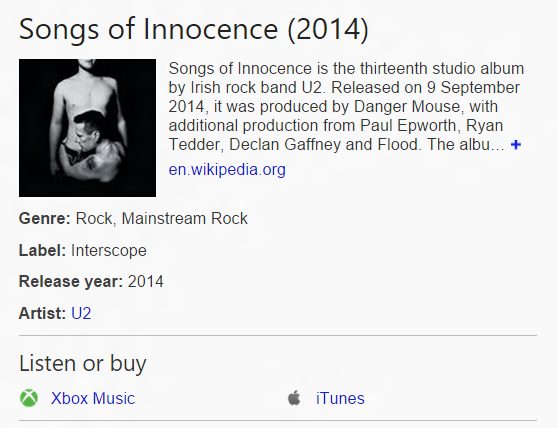 Songs of Innocence (2014)
Songs of Innocence is the thirteenth studio album
by Irish rock band U2. Released on 9 September
2014, it was produced by Danger Mouse, with
additional production from Paul Epworth, Ryan
Tedder, Declan Gaffney and Flood. The albu... +
en.wikipedia.org
Genre: Rock, Mainstream Rock
Label: Interscope
Release year: 2014
Artist: U2
Listen or buy
Xbox Music
iTunes